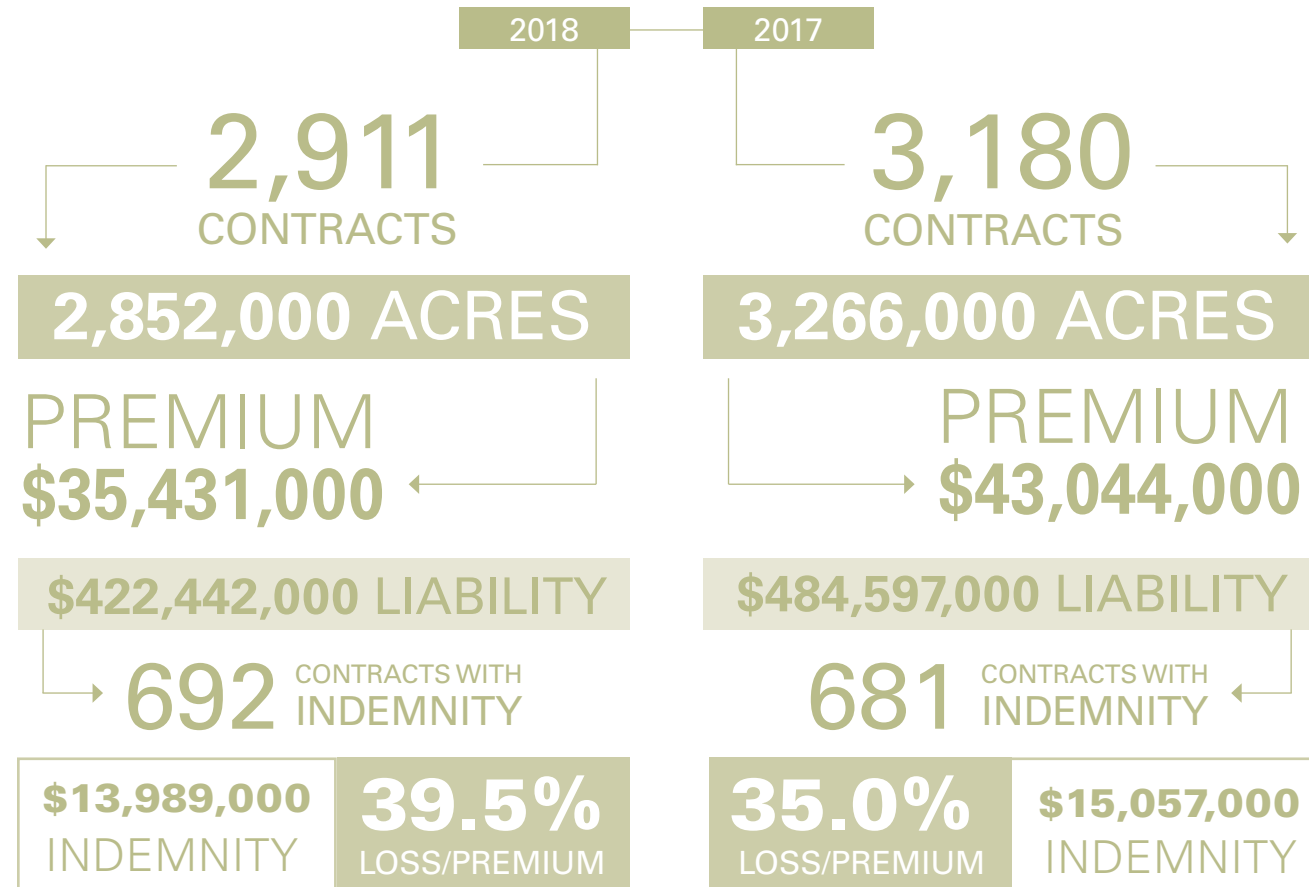 2018
2,911
CONTRACTS
2,852,000 ACRES
PREMIUM
$35,431,000
$422,442,000 LIABILITY
692 CONTRACTS WITH
INDEMNITY
$13,989,000
INDEMNITY
39.5%
LOSS/PREMIUM
2017
3,180
CONTRACTS
3,266,000 ACRES
PREMIUM
$43,044,000
$484,597,000 LIABILITY
681 CONTRACTS WITH
INDEMNITY
35.0%
LOSS/PREMIUM
$15,057,000
INDEMNITY